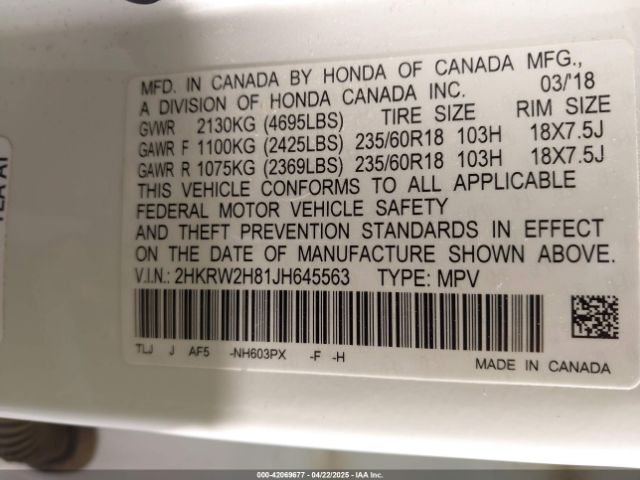 MFD. IN CANADA BY HONDA OF CANADA MFG.,
A DIVISION OF HONDA CANADA INC. 03/'18
GVWR 2130KG (4695LBS) TIRE SIZE RIM SIZE
GAWR F 1100KG (2425LBS) 235/60R18 103H 18X7.5J
GAWR R 1075KG (2369LBS) 235/60R18 103H 18X7.5J
THIS VEHICLE CONFORMS TO ALL APPLICABLE
FEDERAL MOTOR VEHICLE SAFETY
AND THEFT PREVENTION STANDARDS IN EFFECT
ON THE DATE OF MANUFACTURE SHOWN ABOVE.
V.I.N.: 2HKRW2H81JH645563 TYPE: MPV
TLJ J AF5 -NH603PX -F -H
MADE IN CANADA
000-42069677 - 04/22/2025 - IAA Inc.